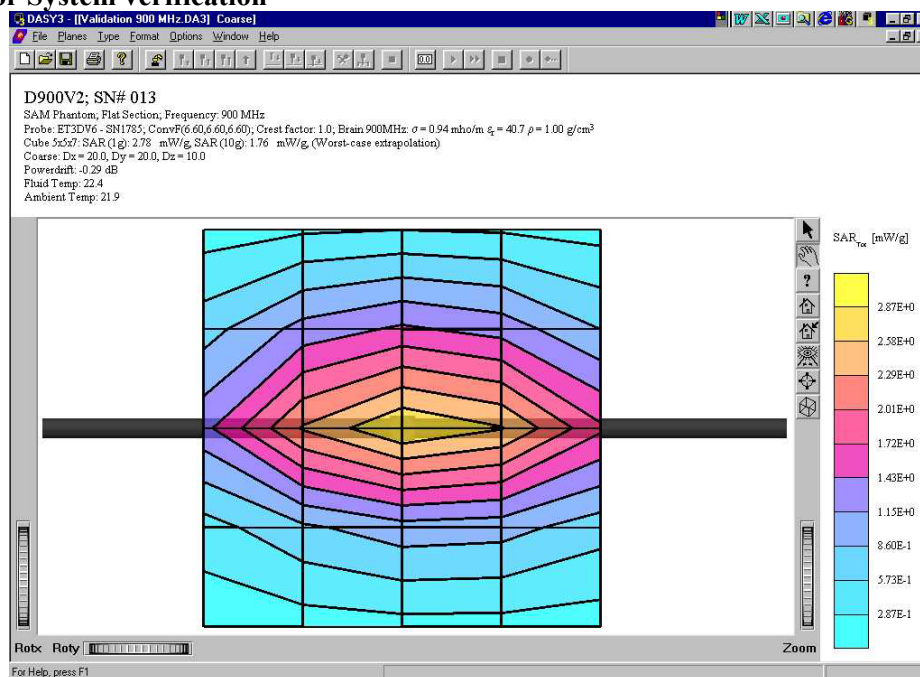 or System verification
DASY3 - [[Validation 900 MHz.DA3] Coarse]
File Planes Type Format Options Window Help
D900V2; SN# 013
SAM Phantom; Flat Section; Frequency: 900 MHz
Probe: ET3DV6 - SN1785; ConvF(6.60,6.60,6.60); Crest factor: 1.0; Brain 900MHz: σ = 0.94 mho/m εr = 40.7 ρ = 1.00 g/cm³
Cube 5x5x7: SAR (1g): 2.78 mW/g, SAR (10g): 1.76 mW/g, (Worst-case extrapolation)
Coarse: Dx = 20.0, Dy = 20.0, Dz = 10.0
Powerdrift: -0.29 dB
Fluid Temp: 22.4
Ambient Temp: 21.9
SARTot [mW/g]
2.87E+0
2.58E+0
2.29E+0
2.01E+0
1.72E+0
1.43E+0
1.15E+0
8.60E-1
5.73E-1
2.87E-1
Rotx Roty Zoom
For Help, press F1